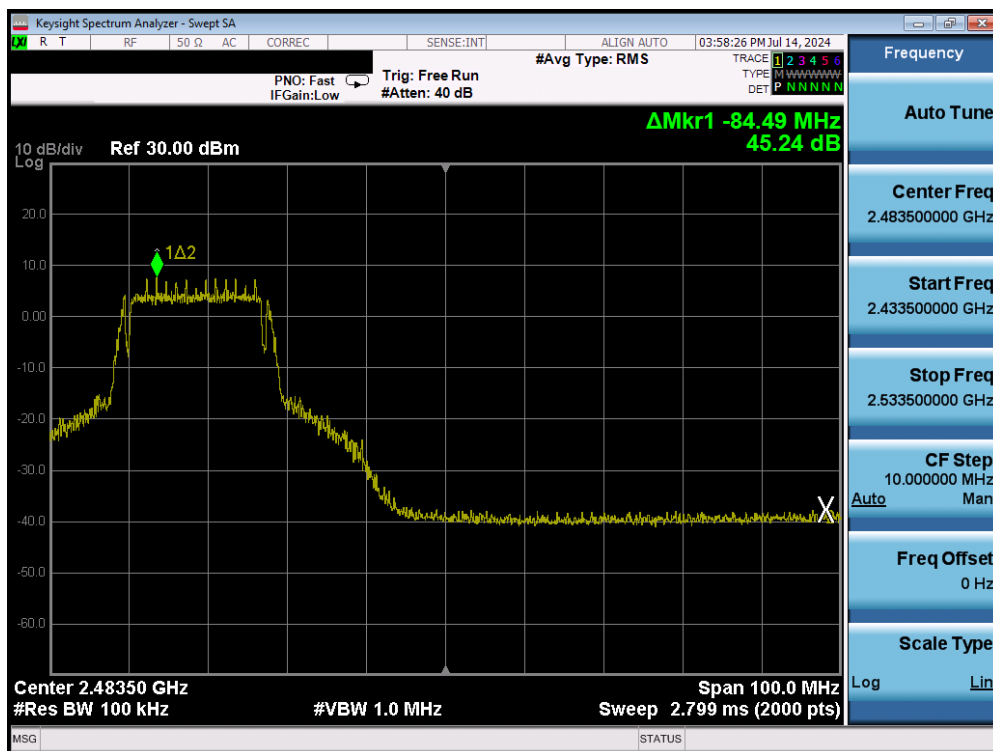 Keysight Spectrum Analyzer - Swept SA
LXI R T RF 50 Ω AC CORREC SENSE:INT ALIGN AUTO 03:58:26 PM Jul 14, 2024
#Avg Type: RMS
TRACE 1 2 3 4 5 6
PNO: Fast Trig: Free Run
TYPE M WWWWW
IFGain:Low #Atten: 40 dB
DET P N N N N N
ΔMkr1 -84.49 MHz
45.24 dB
10 dB/div Ref 30.00 dBm
Log
20.0
1Δ2
10.0
0.00
-10.0
-20.0
-30.0
X
-40.0
-50.0
-60.0
Center 2.48350 GHz Span 100.0 MHz
#Res BW 100 kHz #VBW 1.0 MHz Sweep 2.799 ms (2000 pts)
MSG STATUS
Frequency
Auto Tune
Center Freq
2.483500000 GHz
Start Freq
2.433500000 GHz
Stop Freq
2.533500000 GHz
CF Step
10.000000 MHz
Auto Man
Freq Offset
0 Hz
Scale Type
Log Lin